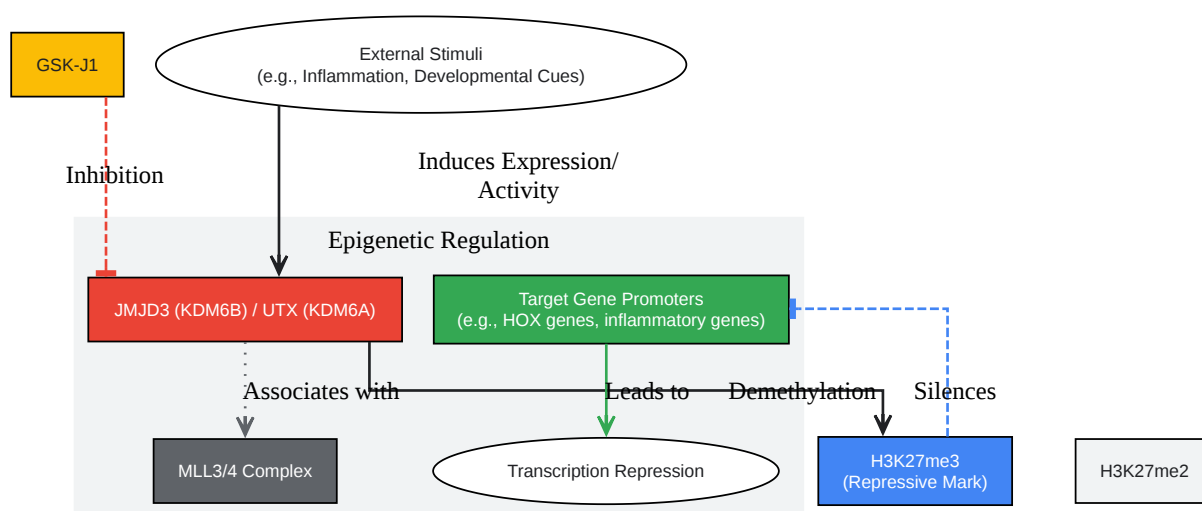 GSK-J1
External Stimuli
(e.g., Inflammation, Developmental Cues)
Inhibition
Induces Expression/
Activity
Epigenetic Regulation
JMJD3 (KDM6B) / UTX (KDM6A)
Target Gene Promoters
(e.g., HOX genes, inflammatory genes)
Associates with
Leads to
Demethylation
Silences
MLL3/4 Complex
Transcription Repression
H3K27me3
(Repressive Mark)
H3K27me2